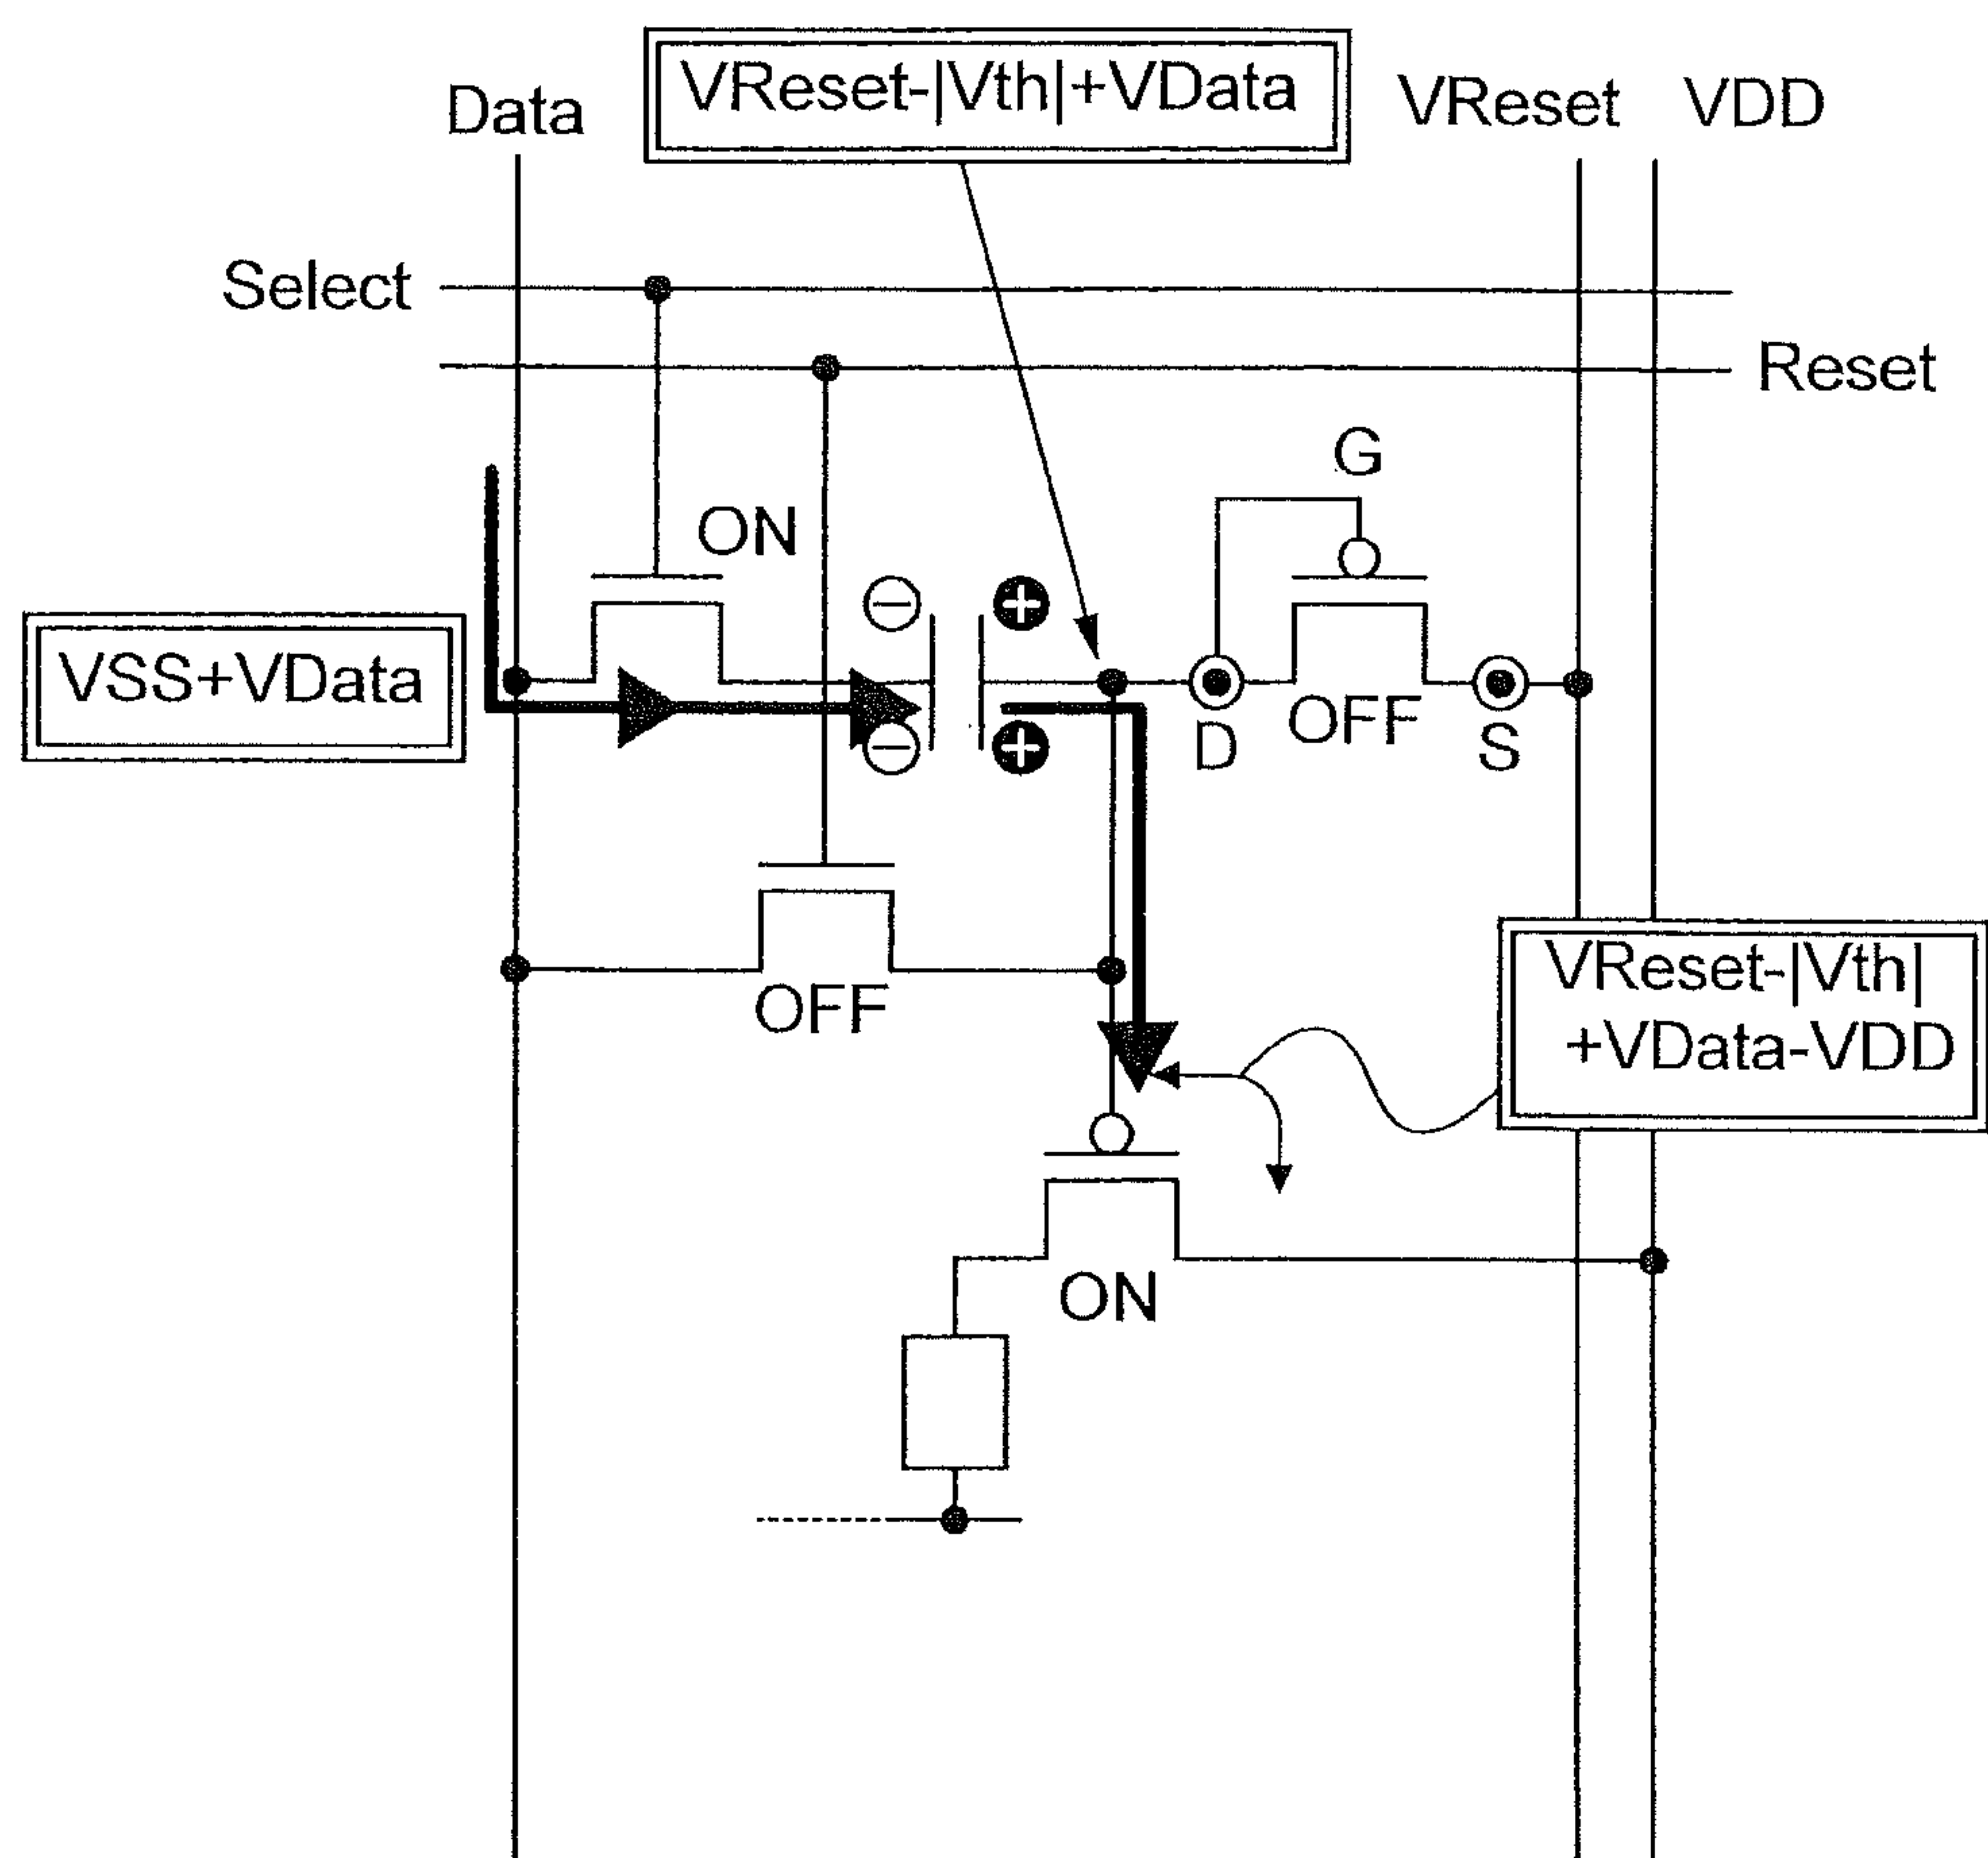 VReset-|Vth|+VData
Data
VReset
VDD
Select
Reset
G
ON
VSS+VData
D
OFF
S
VReset-|Vth|
+VData-VDD
OFF
ON